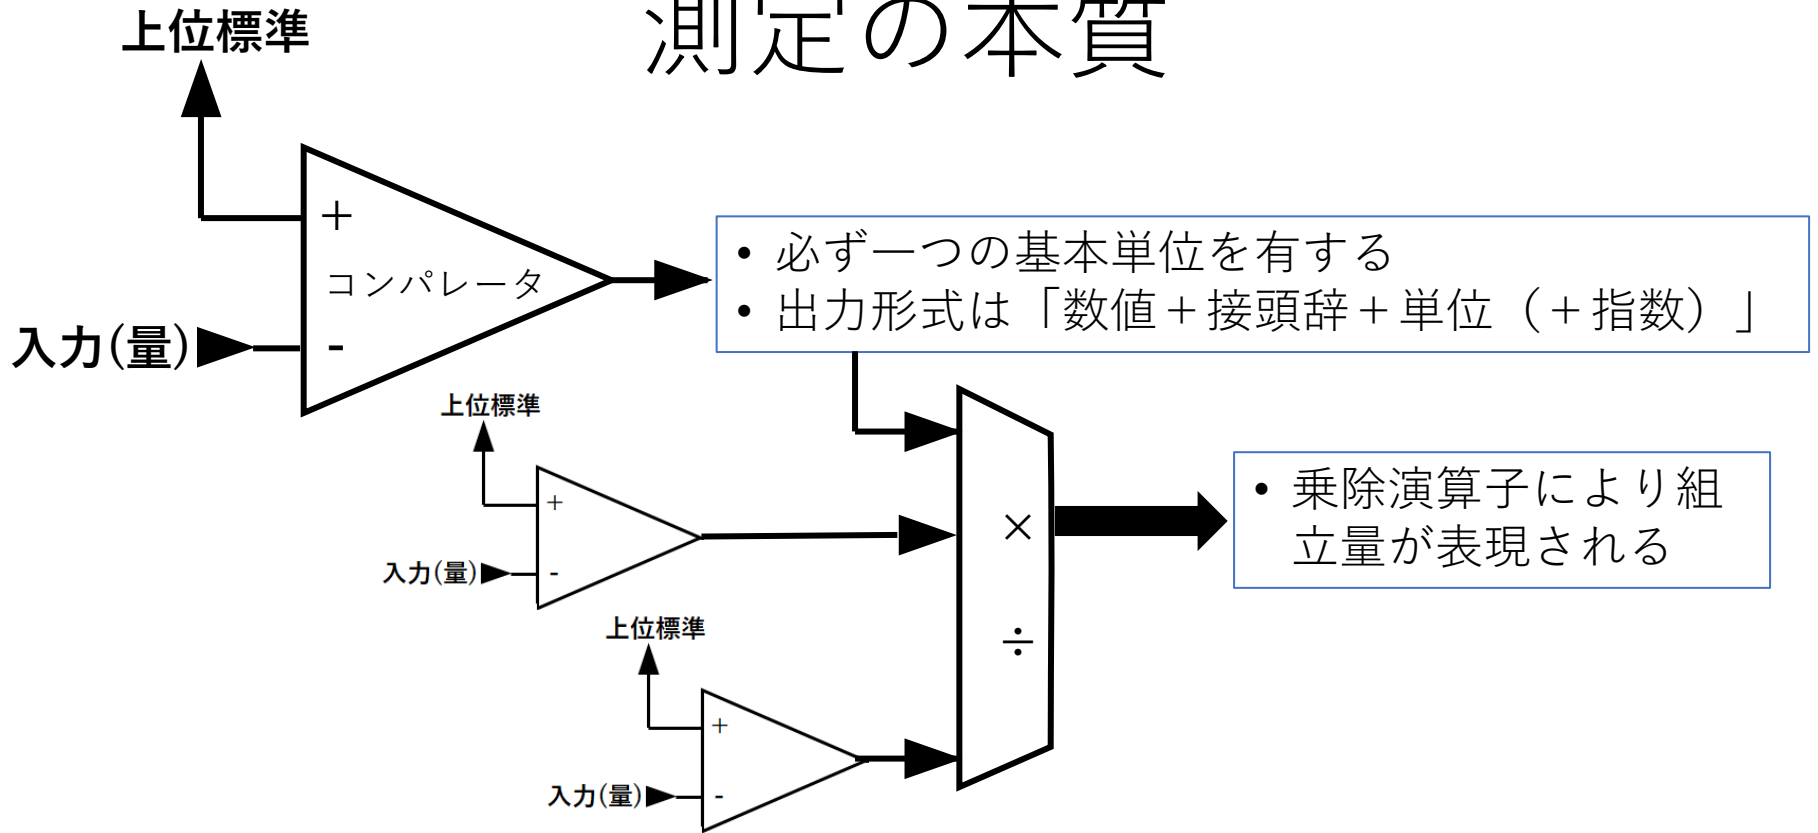 測定の本質
上位標準
+
コンパレータ
入力(量)
-
• 必ず一つの基本単位を有する
• 出力形式は「数値+接頭辞+単位（+指数）」
上位標準
+
入力(量)
-
×
÷
• 乗除演算子により組
立量が表現される
上位標準
+
入力(量)
-